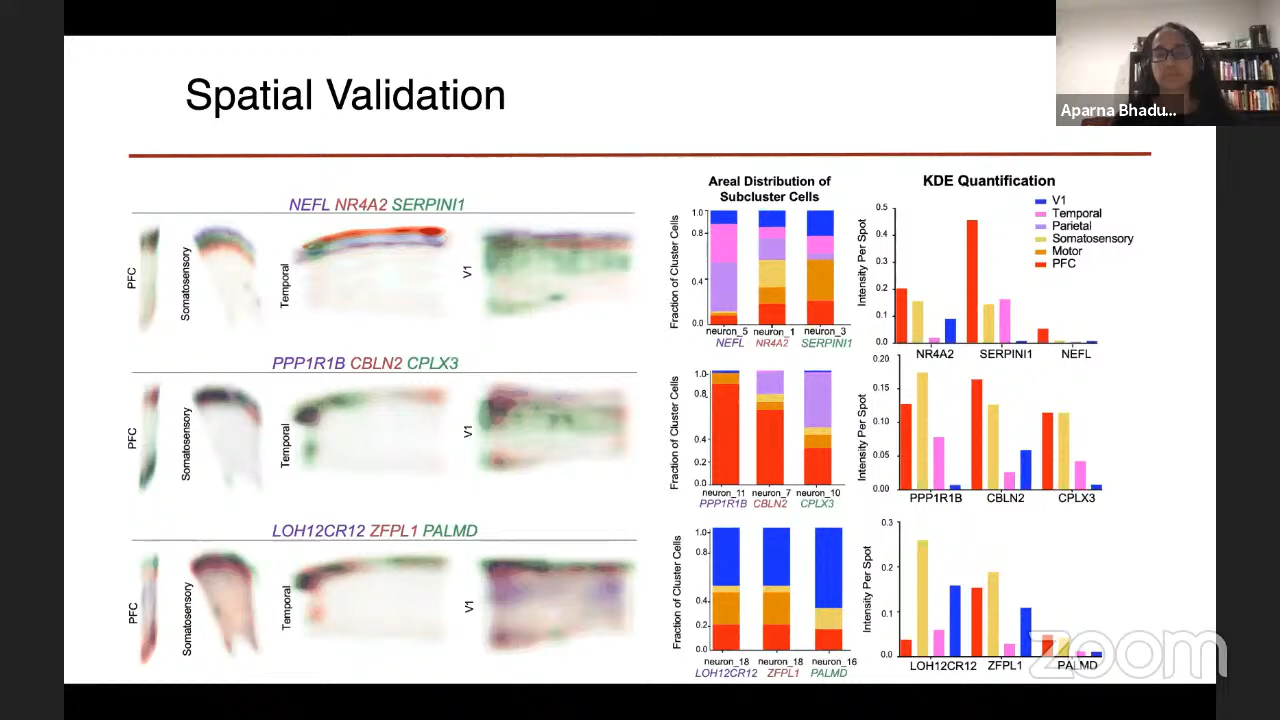 Aparna Bhadu...
Spatial Validation
NEFL NR4A2 SERPINI1
PFC
Somatosensory
Temporal
V1
PPP1R1B CBLN2 CPLX3
PFC
Somatosensory
Temporal
V1
LOH12CR12 ZFPL1 PALMD
PFC
Somatosensory
Temporal
V1
Areal Distribution of
Subcluster Cells
Fraction of Cluster Cells
1.0
0.8
0.4
0.0
neuron_5 neuron_1 neuron_3
NEFL NR4A2 SERPINI1
Fraction of Cluster Cells
1.0
0.8
0.4
0.2
0.0
neuron_11 neuron_7 neuron_10
PPP1R1B CBLN2 CPLX3
Fraction of Cluster Cells
1.0
0.8
0.4
0.2
0.0
neuron_18 neuron_18 neuron_16
LOH12CR12 ZFPL1 PALMD
KDE Quantification
V1
Temporal
Parietal
Somatosensory
Motor
PFC
Intensity Per Spot
0.5
0.4
0.3
0.2
0.1
0.0
NR4A2 SERPINI1 NEFL
Intensity Per Spot
0.20
0.15
0.10
0.05
0.00
PPP1R1B CBLN2 CPLX3
Intensity Per Spot
0.3
0.2
0.1
0.0
LOH12CR12 ZFPL1 PALMD
zoom